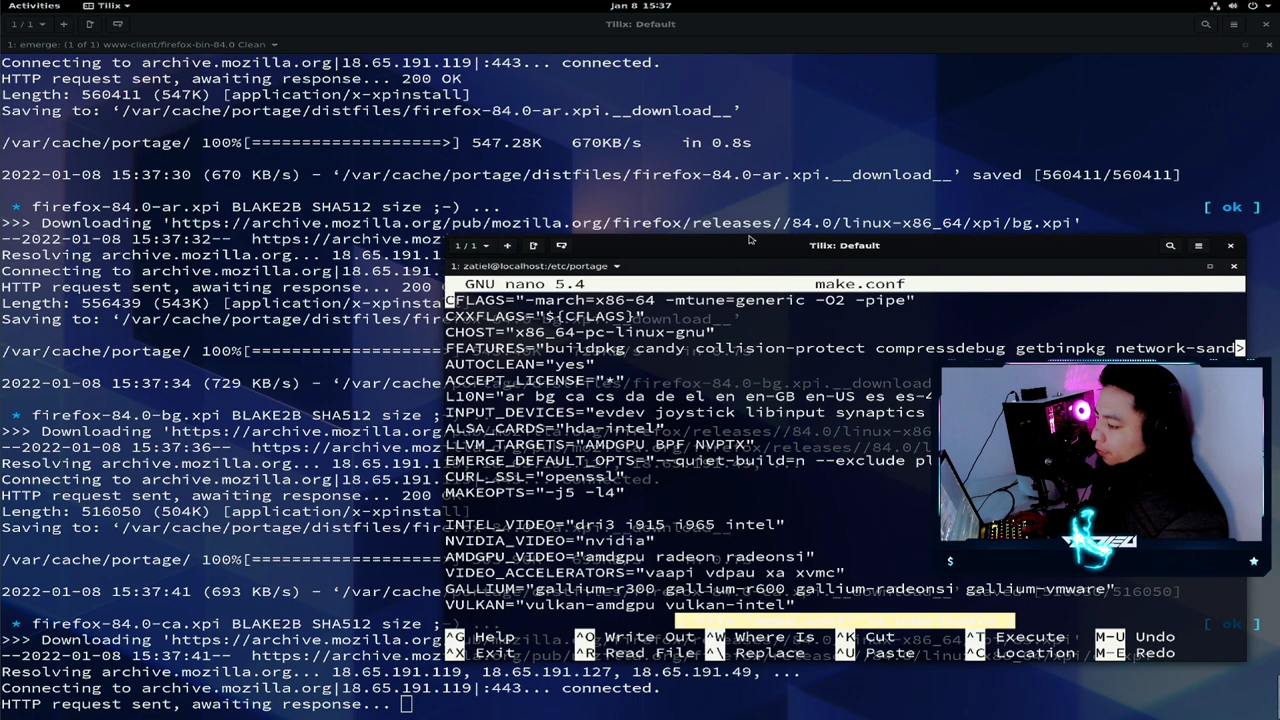 Activities Tilix Jan 8 15:37
1 / 1 Tilix: Default
1: emerge: (1 of 1) www-client/firefox-bin-84.0 Clean
Connecting to archive.mozilla.org|18.65.191.119|:443... connected.
HTTP request sent, awaiting response... 200 OK
Length: 560411 (547K) [application/x-xpinstall]
Saving to: ‘/var/cache/portage/distfiles/firefox-84.0-ar.xpi.__download__’
/var/cache/portage/ 100%[===================>] 547.28K 670KB/s in 0.8s
2022-01-08 15:37:30 (670 KB/s) - ‘/var/cache/portage/distfiles/firefox-84.0-ar.xpi.__download__’ saved [560411/560411]
* firefox-84.0-ar.xpi BLAKE2B SHA512 size ;-) ... [ ok ]
>>> Downloading 'https://archive.mozilla.org/pub/mozilla.org/firefox/releases//84.0/linux-x86_64/xpi/bg.xpi'
--2022-01-08 15:37:32-- https://archive.mo
Resolving archive.mozilla.org... 18.65.191
Connecting to archive.mozilla.org|18.65.19
HTTP request sent, awaiting response... 200
Length: 556439 (543K) [application/x-xpinst
Saving to: ‘/var/cache/portage/distfiles/f
/var/cache/portage/ 100%[==================
2022-01-08 15:37:34 (729 KB/s) - ‘/var/cac
* firefox-84.0-bg.xpi BLAKE2B SHA512 size ;
>>> Downloading 'https://archive.mozilla.or
--2022-01-08 15:37:34-- https://archive.mo
Resolving archive.mozilla.org... 18.65.191
Connecting to archive.mozilla.org|18.65.19
HTTP request sent, awaiting response... 200
Length: 516050 (504K) [application/x-xpinst
Saving to: ‘/var/cache/portage/distfiles/f
/var/cache/portage/ 100%[==================
2022-01-08 15:37:41 (693 KB/s) - ‘/var/cac
* firefox-84.0-ca.xpi BLAKE2B SHA512 size ;
>>> Downloading 'https://archive.mozilla.or
--2022-01-08 15:37:41-- https://archive.mo
Resolving archive.mozilla.org... 18.65.191.119, 18.65.191.127, 18.65.191.49, ...
Connecting to archive.mozilla.org|18.65.191.119|:443... connected.
HTTP request sent, awaiting response...
1 / 1 Tilix: Default
1: zatiel@localhost:/etc/portage
GNU nano 5.4 make.conf
CFLAGS="-march=x86-64 -mtune=generic -O2 -pipe"
CXXFLAGS="${CFLAGS}"
CHOST="x86_64-pc-linux-gnu"
FEATURES="buildpkg candy collision-protect compressdebug getbinpkg network-sand>
AUTOCLEAN="yes"
ACCEPT_LICENSE="*"
L10N="ar bg ca cs da de el en en-GB en-US es es-4
INPUT_DEVICES="evdev joystick libinput synaptics
ALSA_CARDS="hda-intel"
LLVM_TARGETS="AMDGPU BPF NVPTX"
EMERGE_DEFAULT_OPTS="--quiet-build=n --exclude pl
CURL_SSL="openssl"
MAKEOPTS="-j5 -l4"
INTEL_VIDEO="dri3 i915 i965 intel"
NVIDIA_VIDEO="nvidia"
AMDGPU_VIDEO="amdgpu radeon radeonsi"
VIDEO_ACCELERATORS="vaapi vdpau xa xvmc"
GALLIUM="gallium-r300 gallium-r600 gallium-radeonsi gallium-vmware"
VULKAN="vulkan-amdgpu vulkan-intel"
^G Help ^O Write Out ^W Where Is ^K Cut ^T Execute M-U Undo
^X Exit ^R Read File ^\ Replace ^U Paste ^C Location M-E Redo